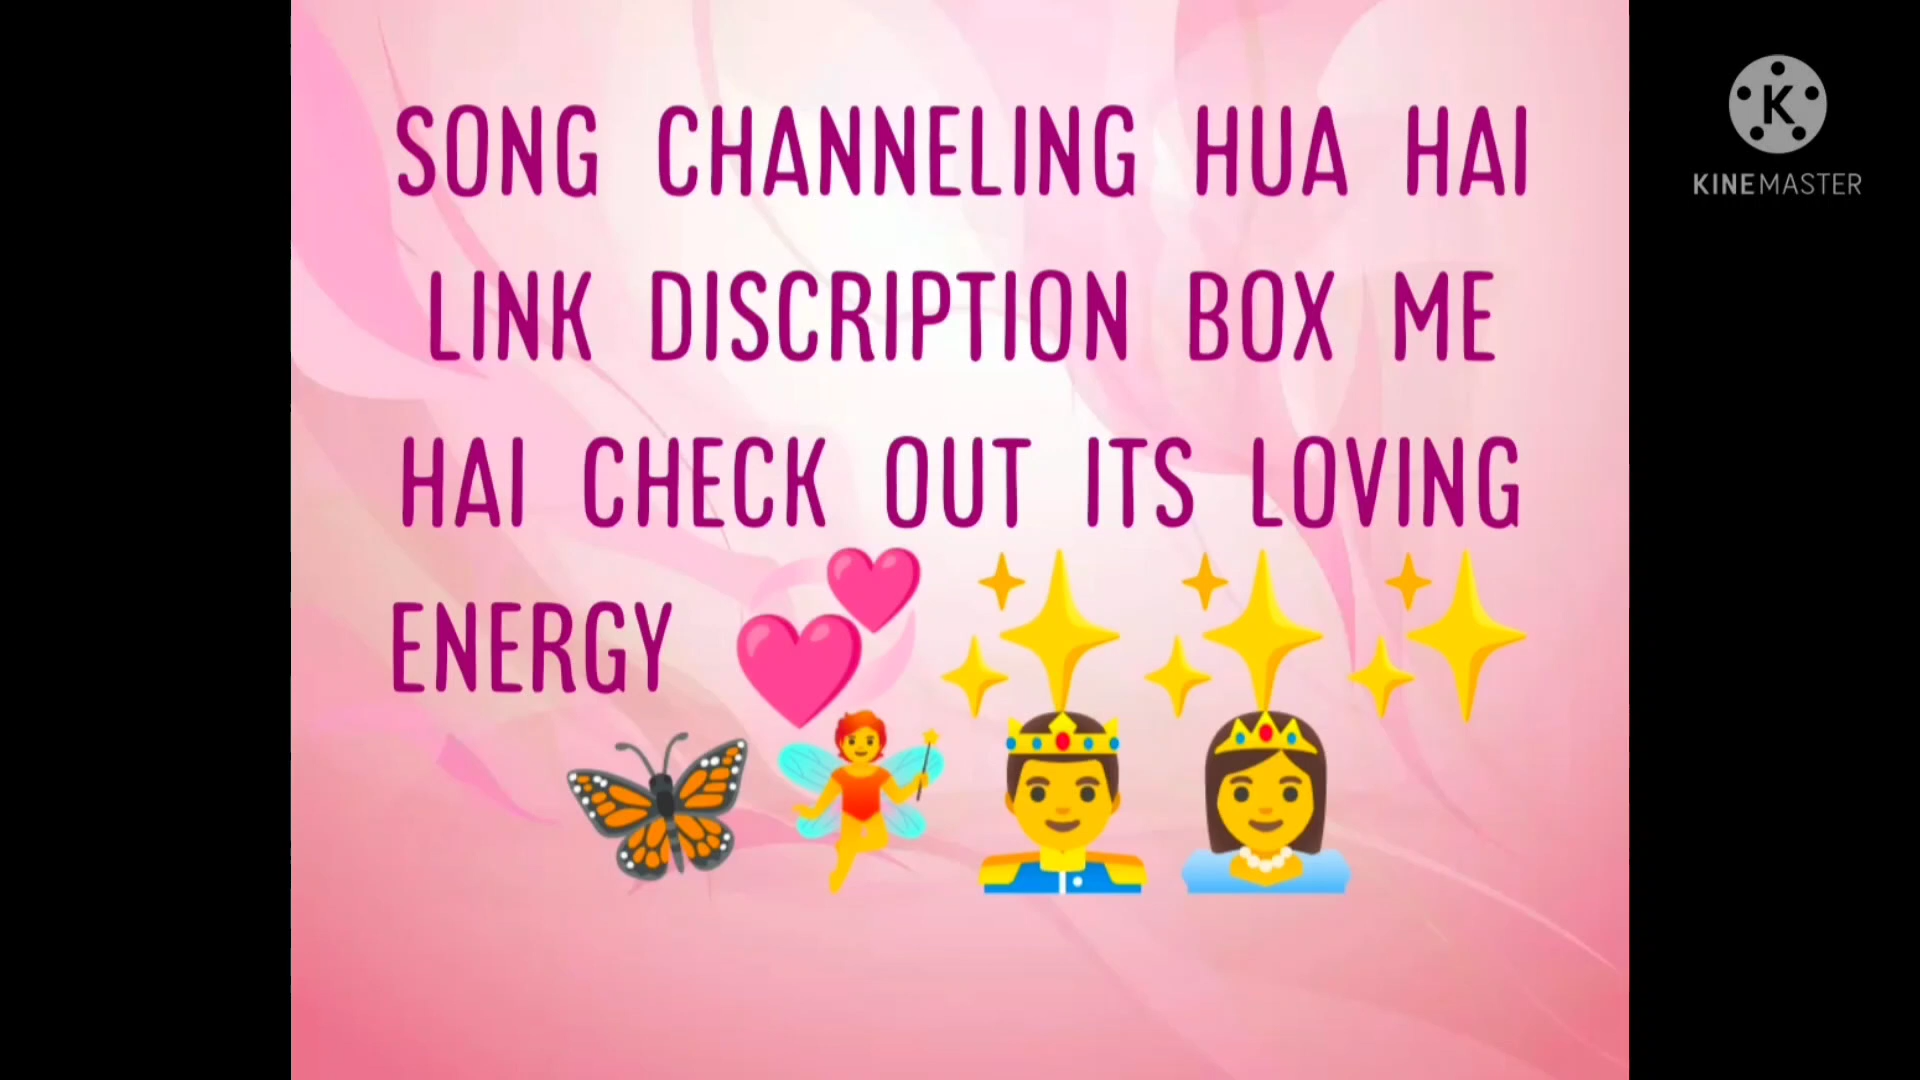 SONG CHANNELING HUA HAI
LINK DISCRIPTION BOX ME
HAI CHECK OUT ITS LOVING
ENERGY 💞 ✨ ✨ ✨
🦋 🧚 🤴 👸
K
KINEMASTER